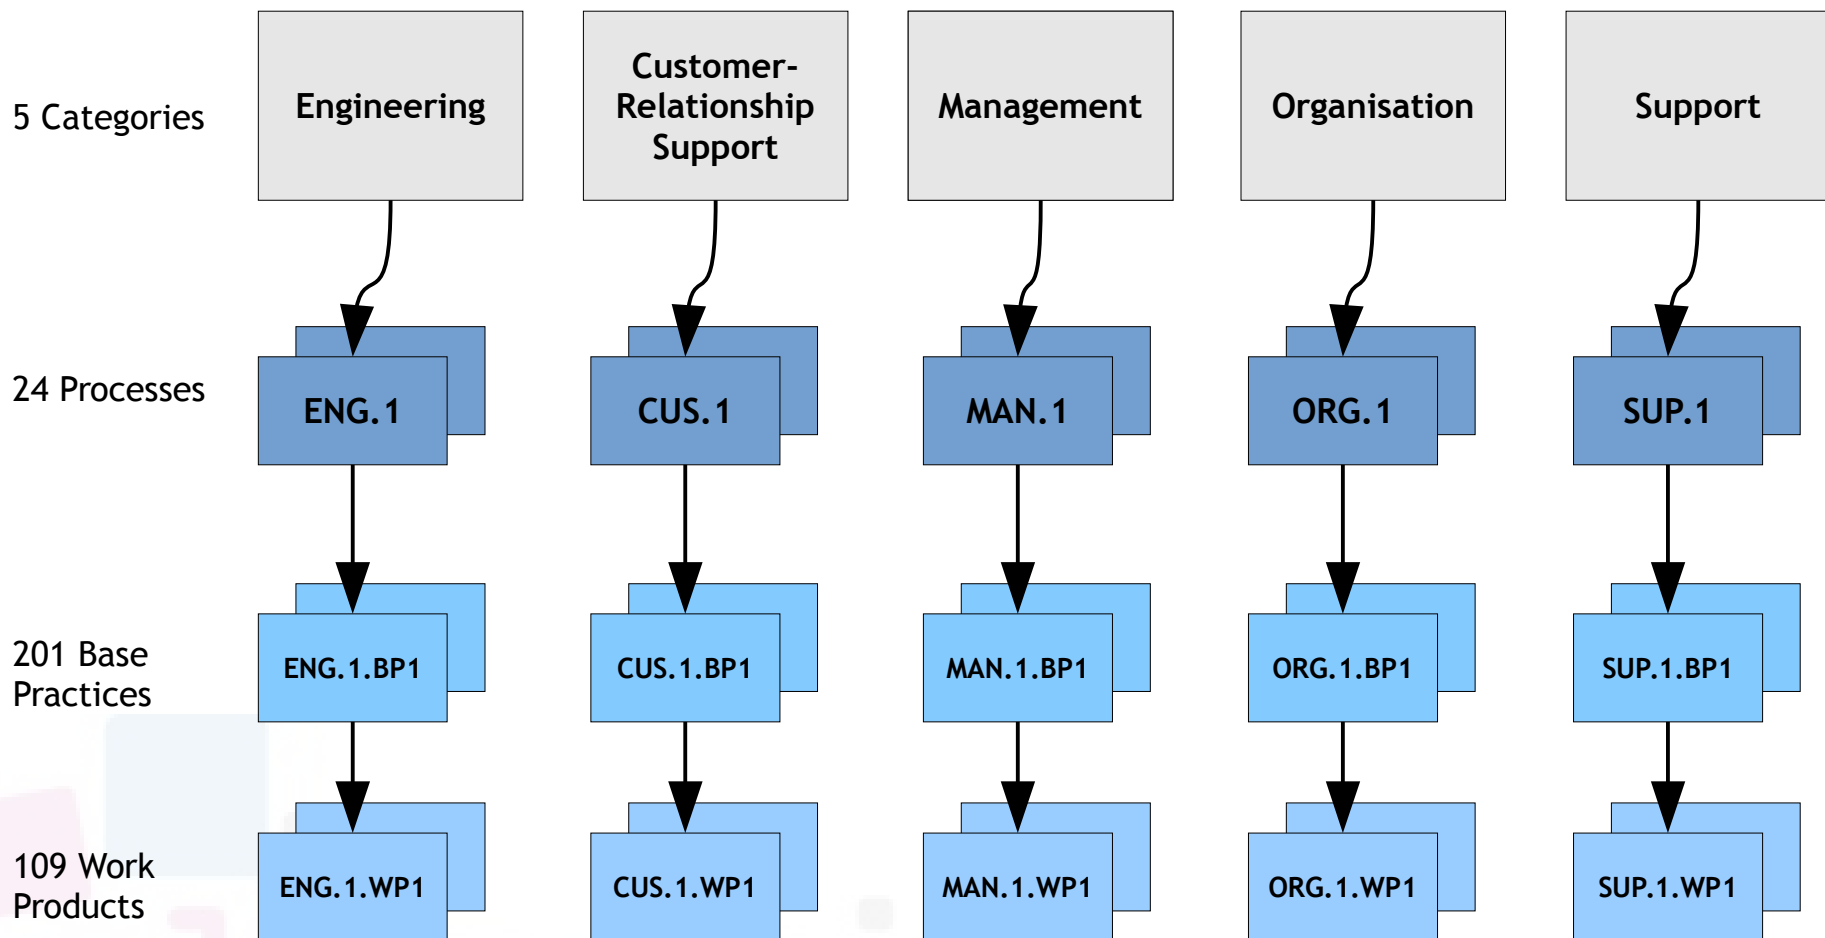 5 Categories
Engineering
Customer-
Relationship
Support
Management
Organisation
Support
24 Processes
ENG.1
CUS.1
MAN.1
ORG.1
SUP.1
201 Base
Practices
ENG.1.BP1
CUS.1.BP1
MAN.1.BP1
ORG.1.BP1
SUP.1.BP1
109 Work
Products
ENG.1.WP1
CUS.1.WP1
MAN.1.WP1
ORG.1.WP1
SUP.1.WP1